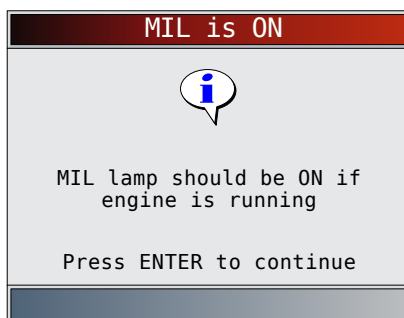 MIL is ON
i
MIL lamp should be ON if
engine is running
Press ENTER to continue